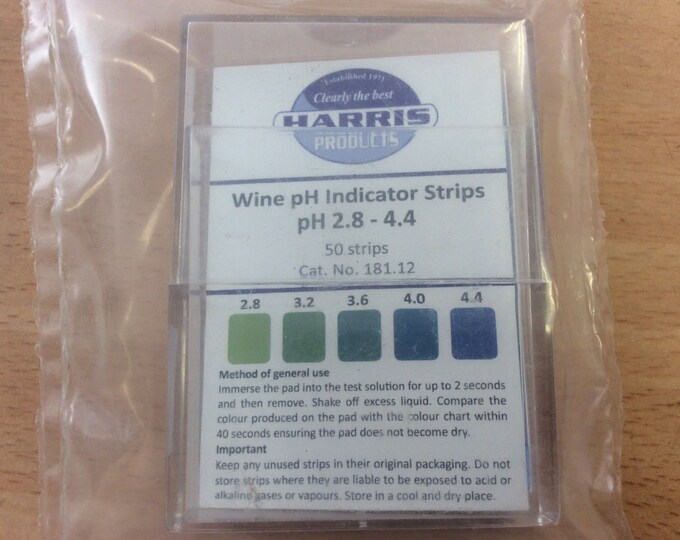 Established 1971
Clearly the best
HARRIS
PRODUCTS
Wine pH Indicator Strips
pH 2.8 - 4.4
50 strips
Cat. No. 181.12
2.8 3.2 3.6 4.0 4.4
Method of general use
Immerse the pad into the test solution for up to 2 seconds
and then remove. Shake off excess liquid. Compare the
colour produced on the pad with the colour chart within
40 seconds ensuring the pad does not become dry.
Important
Keep any unused strips in their original packaging. Do not
store strips where they are liable to be exposed to acid or
alkaline gases or vapours. Store in a cool and dry place.